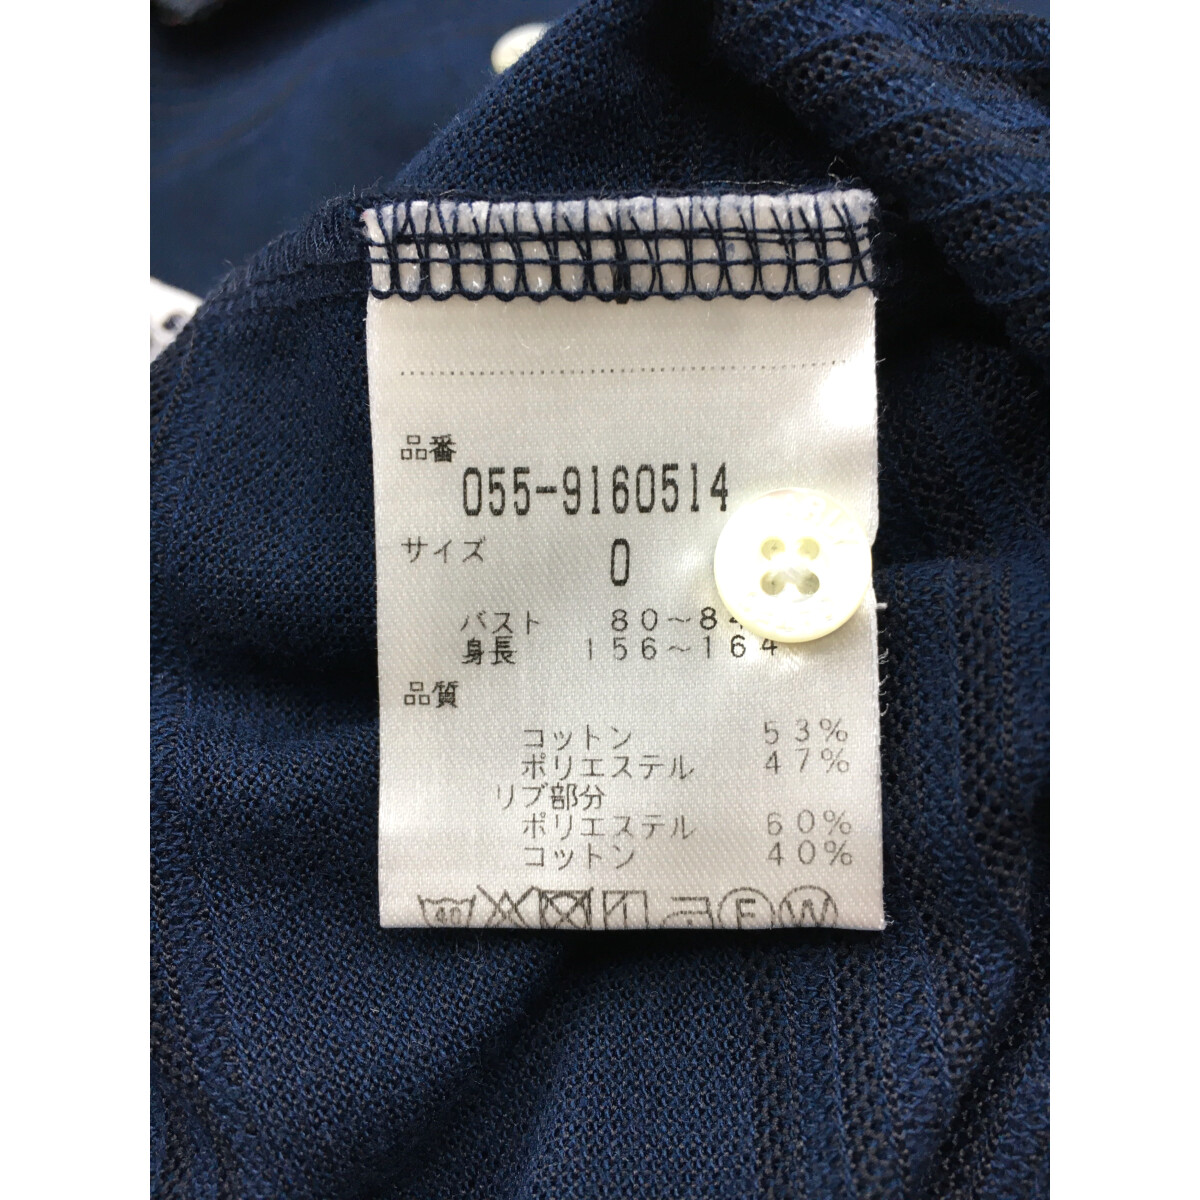 品番
055-9160514
サイズ 0
バスト 80~84
身長 156~164
品質
コットン 53%
ポリエステル 47%
リブ部分
ポリエステル 60%
コットン 40%
40 F W